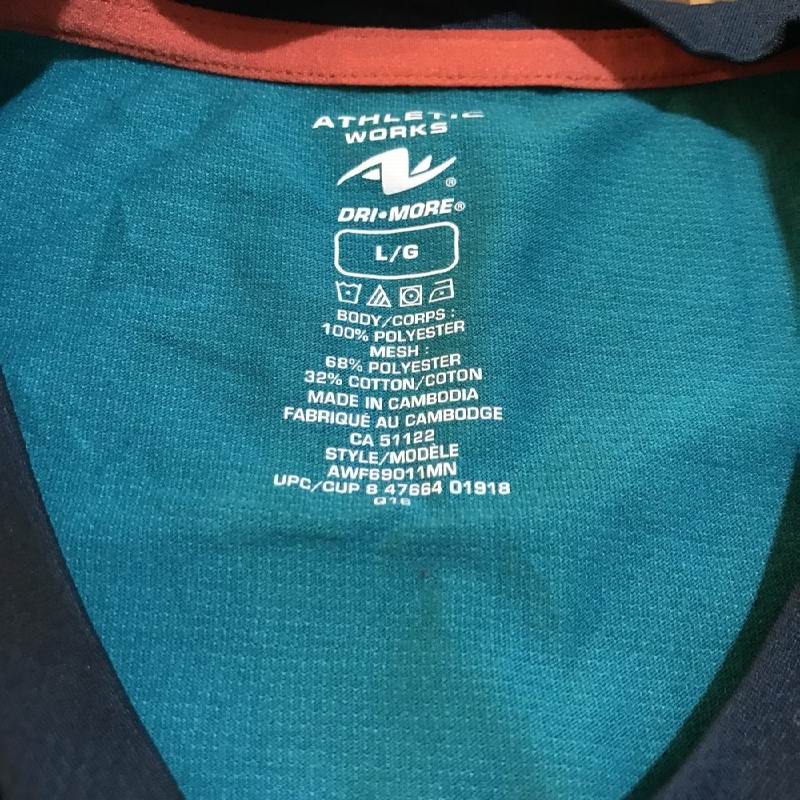 ATHLETIC
WORKS
®
DRI•MORE®
L/G
BODY/CORPS :
100% POLYESTER
MESH :
68% POLYESTER
32% COTTON/COTON
MADE IN CAMBODIA
FABRIQUÉ AU CAMBODGE
CA 51122
STYLE/MODÈLE
AWF69011MN
UPC/CUP 8 47664 01918